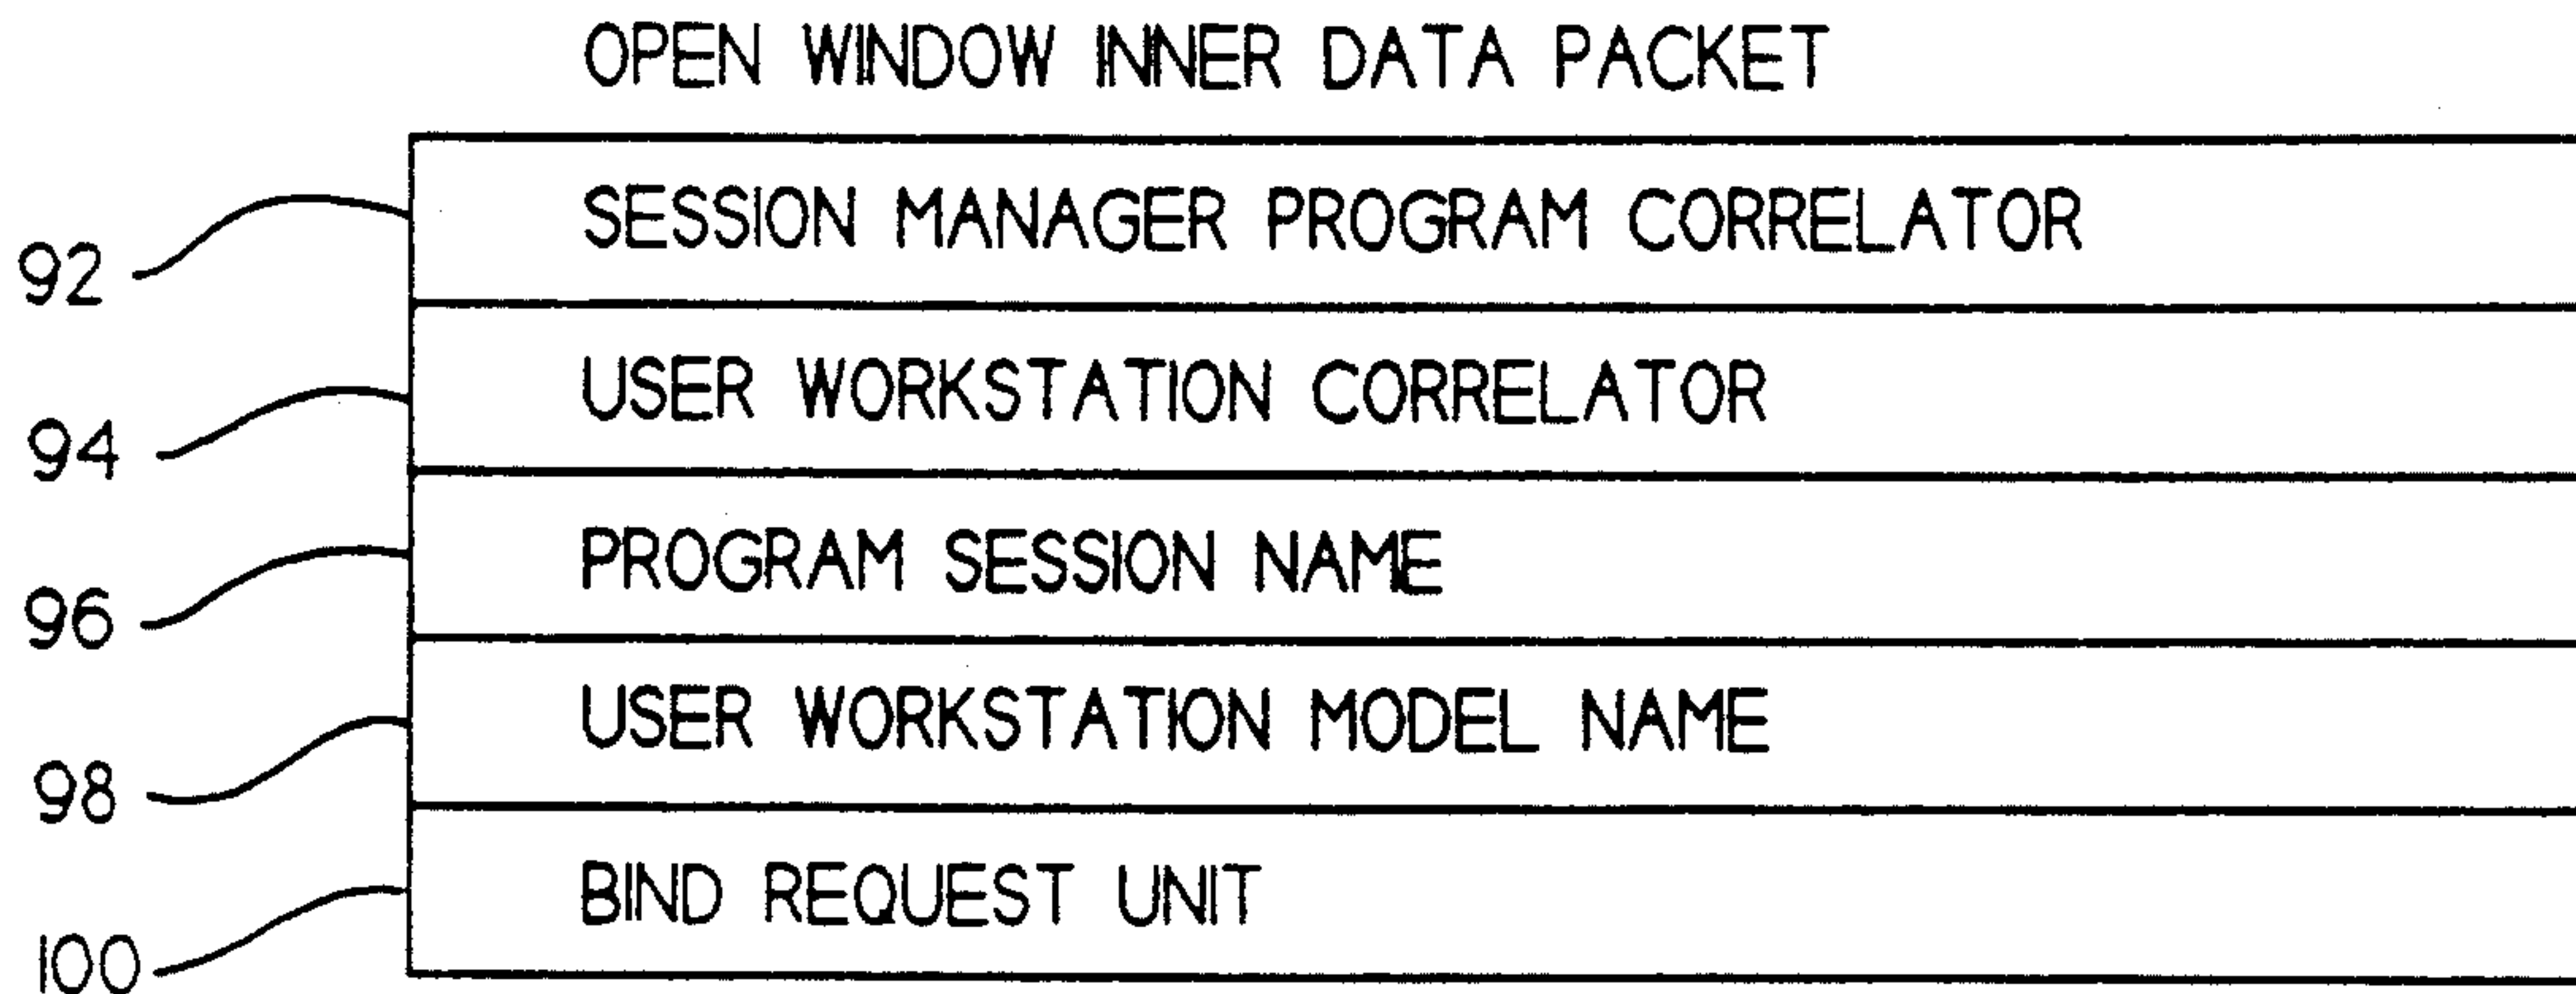 OPEN WINDOW INNER DATA PACKET
92 SESSION MANAGER PROGRAM CORRELATOR
94 USER WORKSTATION CORRELATOR
96 PROGRAM SESSION NAME
98 USER WORKSTATION MODEL NAME
100 BIND REQUEST UNIT